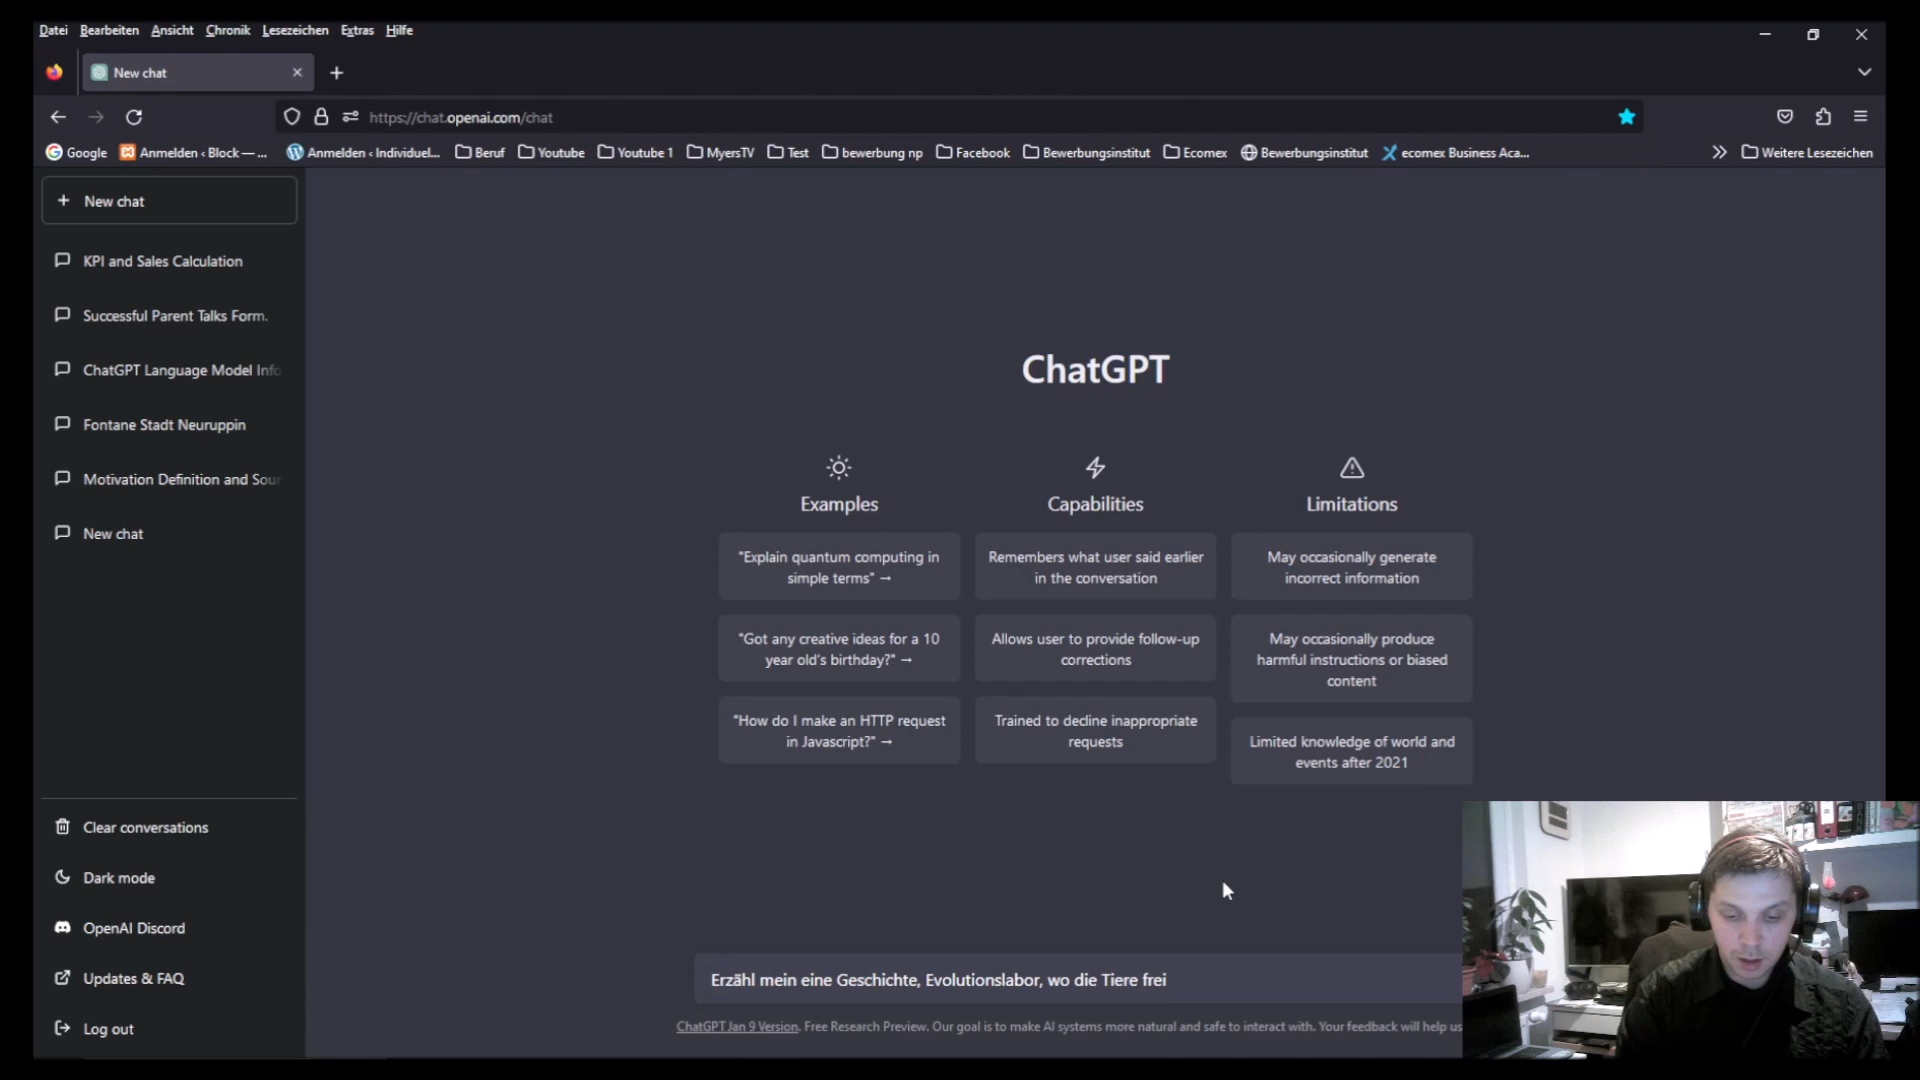 Datei Bearbeiten Ansicht Chronik Lesezeichen Extras Hilfe
New chat
https://chat.openai.com/chat
Google Anmelden ‹ Block — ... Anmeldten ‹ Individuel... Beruf Youtube Youtube 1 MyersTV Test bewerbung np Facebook Bewerbungsinstitut Ecomex Bewerbungsinstitut ecomex Business Aca... Weitere Lesezeichen
New chat
KPI and Sales Calculation
Successful Parent Talks Form.
ChatGPT Language Model Info
Fontane Stadt Neuruppin
Motivation Definition and Sour
New chat
Clear conversations
Dark mode
OpenAI Discord
Updates & FAQ
Log out
ChatGPT
Examples
"Explain quantum computing in
simple terms" →
"Got any creative ideas for a 10
year old's birthday?" →
"How do I make an HTTP request
in Javascript?" →
Capabilities
Remembers what user said earlier
in the conversation
Allows user to provide follow-up
corrections
Trained to decline inappropriate
requests
Limitations
May occasionally generate
incorrect information
May occasionally produce
harmful instructions or biased
content
Limited knowledge of world and
events after 2021
Erzähl mein eine Geschichte, Evolutionslabor, wo die Tiere frei
ChatGPT Jan 9 Version. Free Research Preview. Our goal is to make AI systems more natural and safe to interact with. Your feedback will help us